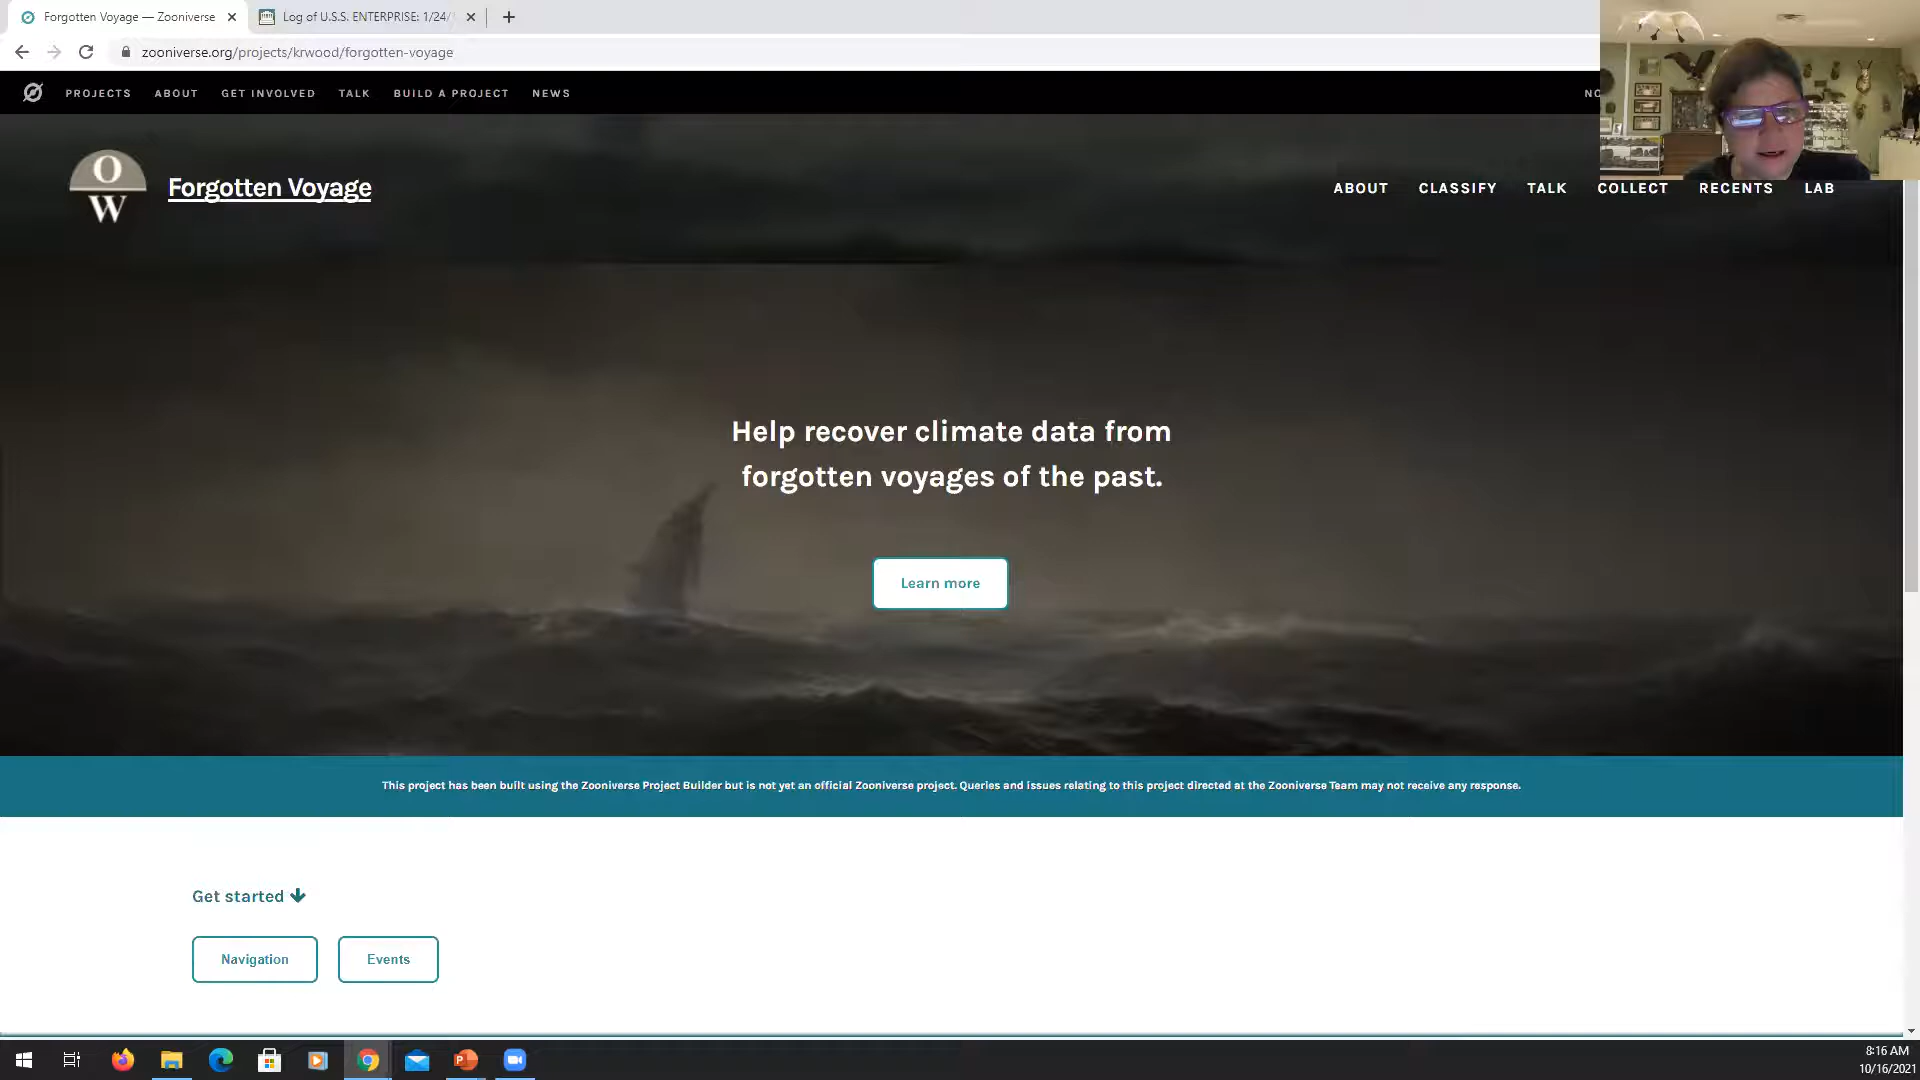 Forgotten Voyage — Zooniverse
Log of U.S.S. ENTERPRISE: 1/24/
zooniverse.org/projects/krwood/forgotten-voyage
PROJECTS ABOUT GET INVOLVED TALK BUILD A PROJECT NEWS NO
O
W
Forgotten Voyage
ABOUT CLASSIFY TALK COLLECT RECENTS LAB
Help recover climate data from
forgotten voyages of the past.
Learn more
This project has been built using the Zooniverse Project Builder but is not yet an official Zooniverse project. Queries and issues relating to this project directed at the Zooniverse Team may not receive any response.
Get started
Navigation Events
P
8:16 AM
10/16/2021